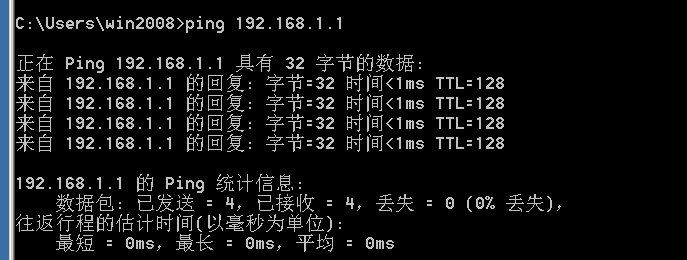 C:\Users\win2008>ping 192.168.1.1
正在 Ping 192.168.1.1 具有 32 字节的数据:
来自 192.168.1.1 的回复: 字节=32 时间<1ms TTL=128
来自 192.168.1.1 的回复: 字节=32 时间<1ms TTL=128
来自 192.168.1.1 的回复: 字节=32 时间<1ms TTL=128
来自 192.168.1.1 的回复: 字节=32 时间<1ms TTL=128
192.168.1.1 的 Ping 统计信息:
数据包: 已发送 = 4, 已接收 = 4, 丢失 = 0 (0% 丢失),
往返行程的估计时间(以毫秒为单位):
最短 = 0ms, 最长 = 0ms, 平均 = 0ms